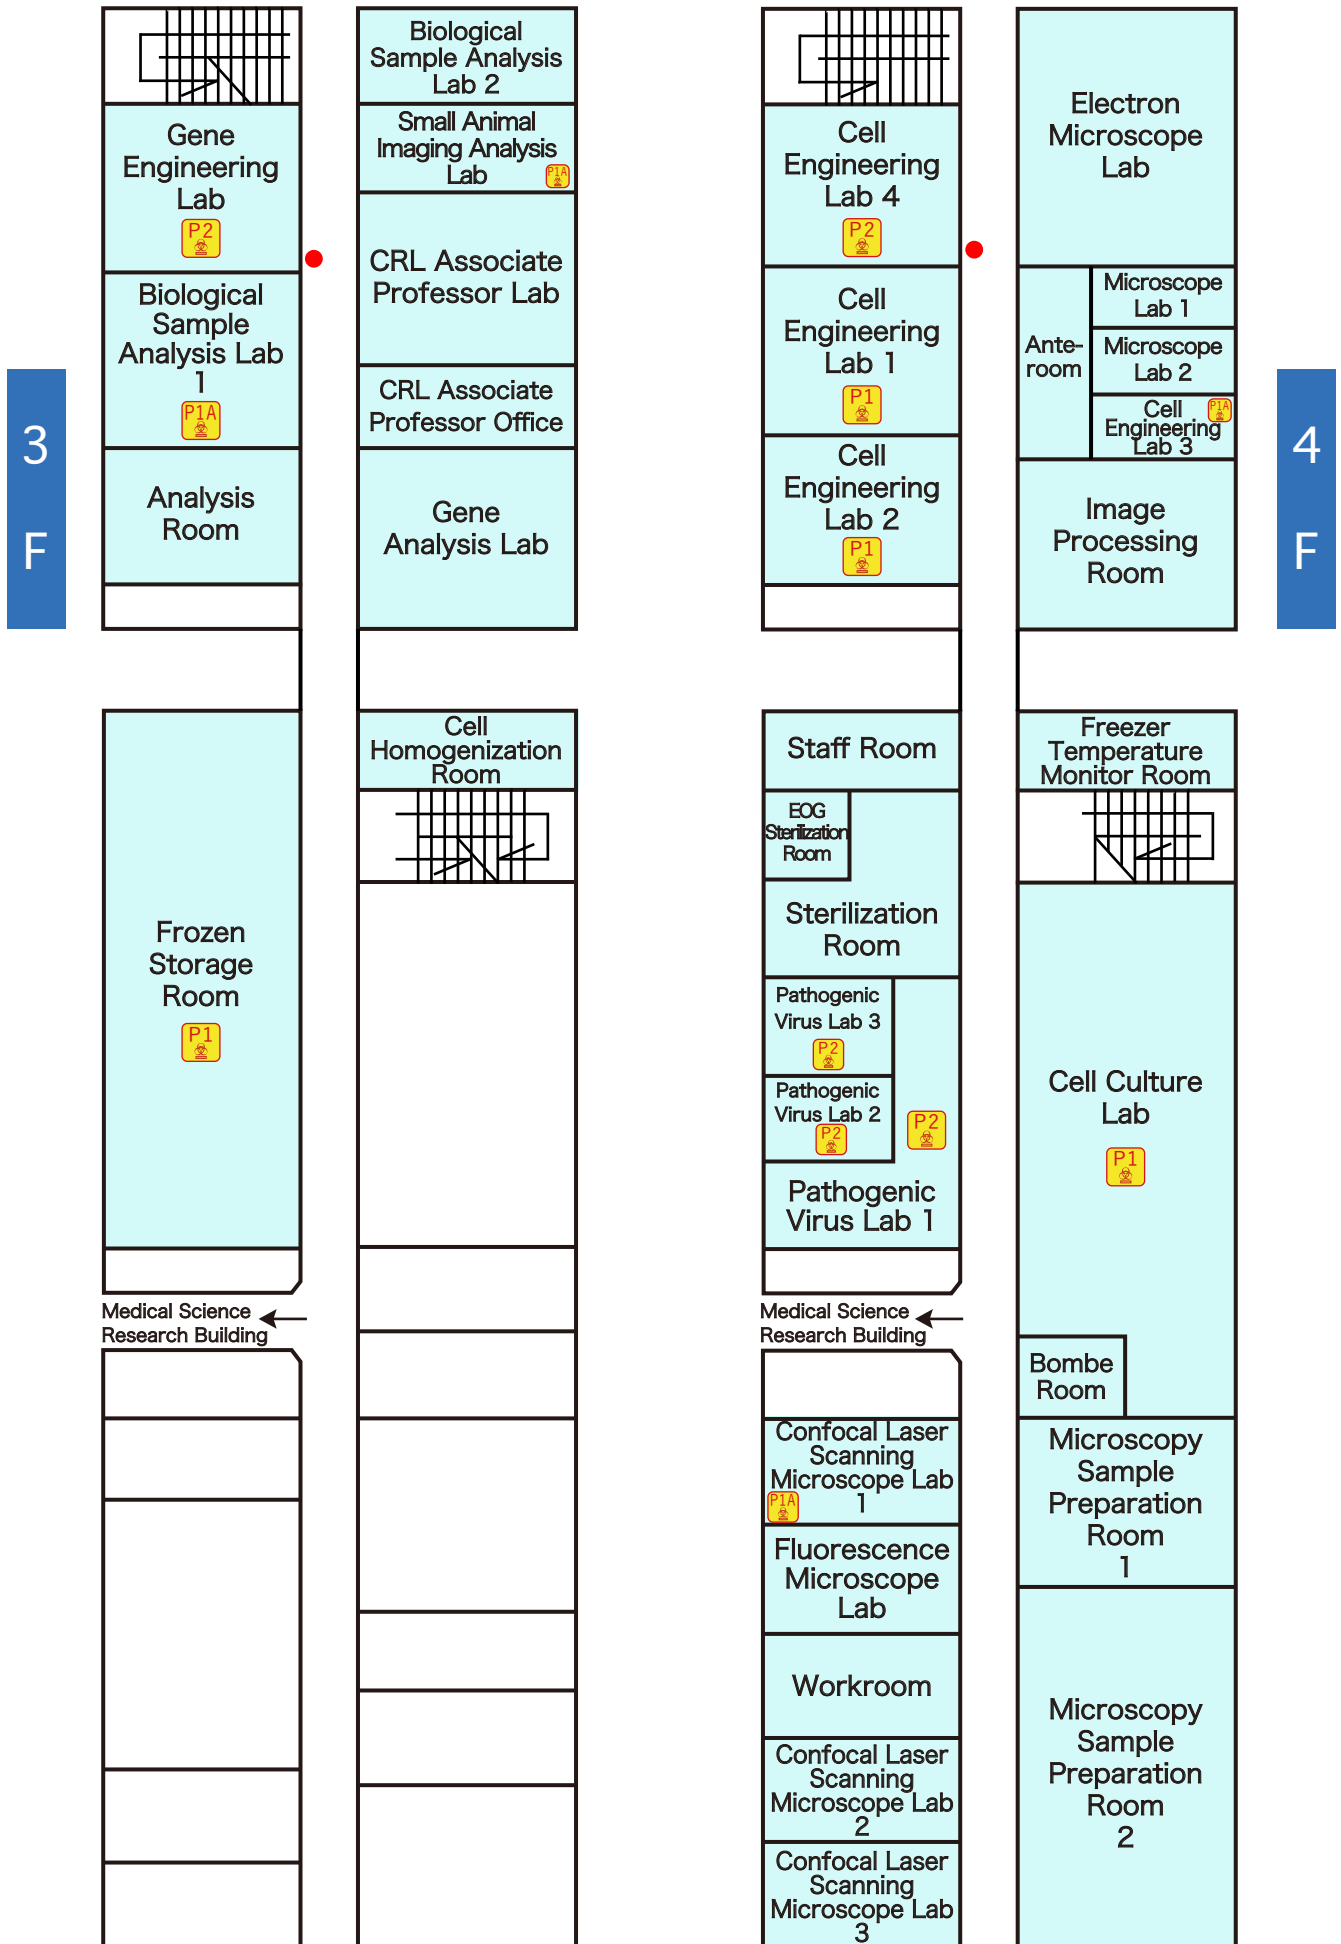 3
F
Gene
Engineering
Lab
P2
Biological
Sample
Analysis Lab
1
P1A
Analysis
Room
Frozen
Storage
Room
P1
Medical Science
Research Building
Biological
Sample Analysis
Lab 2
Small Animal
Imaging Analysis
Lab
P1A
CRL Associate
Professor Lab
CRL Associate
Professor Office
Gene
Analysis Lab
Cell
Homogenization
Room
Cell
Engineering
Lab 4
P2
Cell
Engineering
Lab 1
P1
Cell
Engineering
Lab 2
P1
Staff Room
EOG
Sterilization
Room
Sterilization
Room
Pathogenic
Virus Lab 3
P2
Pathogenic
Virus Lab 2
P2
P2
Pathogenic
Virus Lab 1
Medical Science
Research Building
Confocal Laser
Scanning
Microscope Lab
1
P1A
Fluorescence
Microscope
Lab
Workroom
Confocal Laser
Scanning
Microscope Lab
2
Confocal Laser
Scanning
Microscope Lab
3
Electron
Microscope
Lab
Ante-
room
Microscope
Lab 1
Microscope
Lab 2
Cell
Engineering
Lab 3
P1A
Image
Processing
Room
Freezer
Temperature
Monitor Room
Cell Culture
Lab
P1
Bombe
Room
Microscopy
Sample
Preparation
Room
1
Microscopy
Sample
Preparation
Room
2
4
F